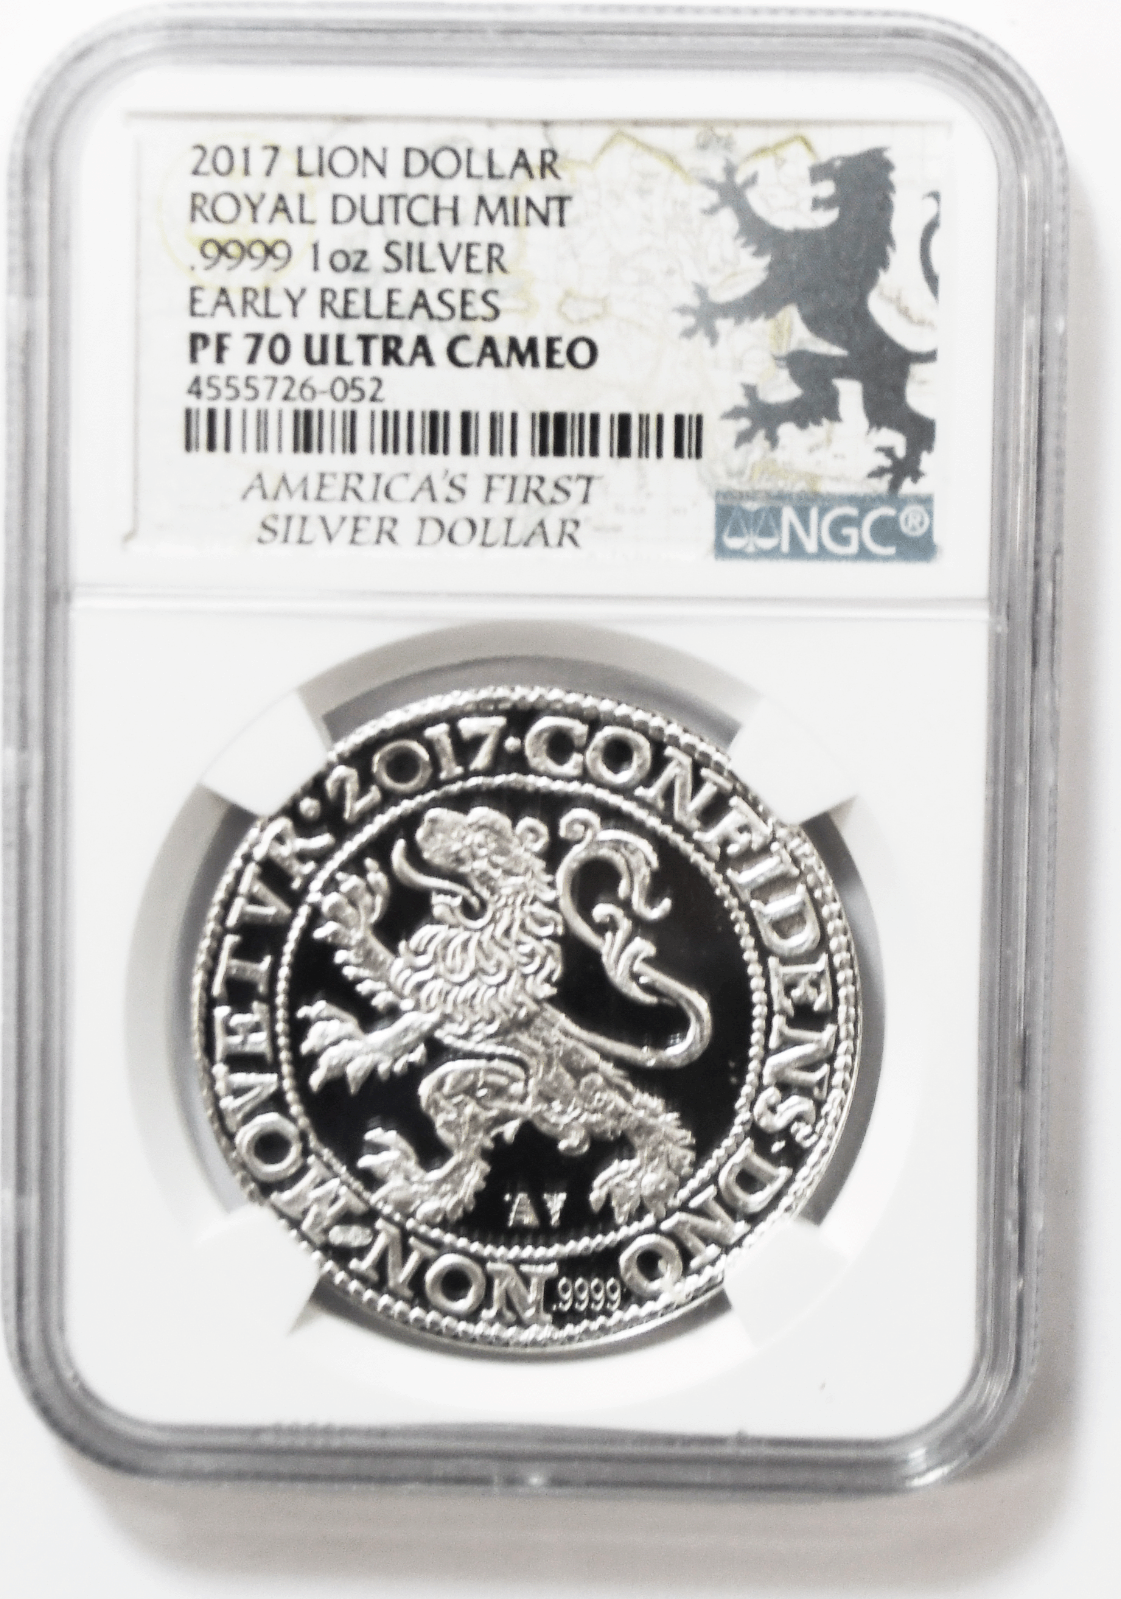 2017 LION DOLLAR
ROYAL DUTCH MINT
.9999 1oz SILVER
EARLY RELEASES
PF 70 ULTRA CAMEO
4555726-052
AMERICA'S FIRST
SILVER DOLLAR
NGC®
·2017·CONFIDENS·DNO
.9999
NON·MOVETVR